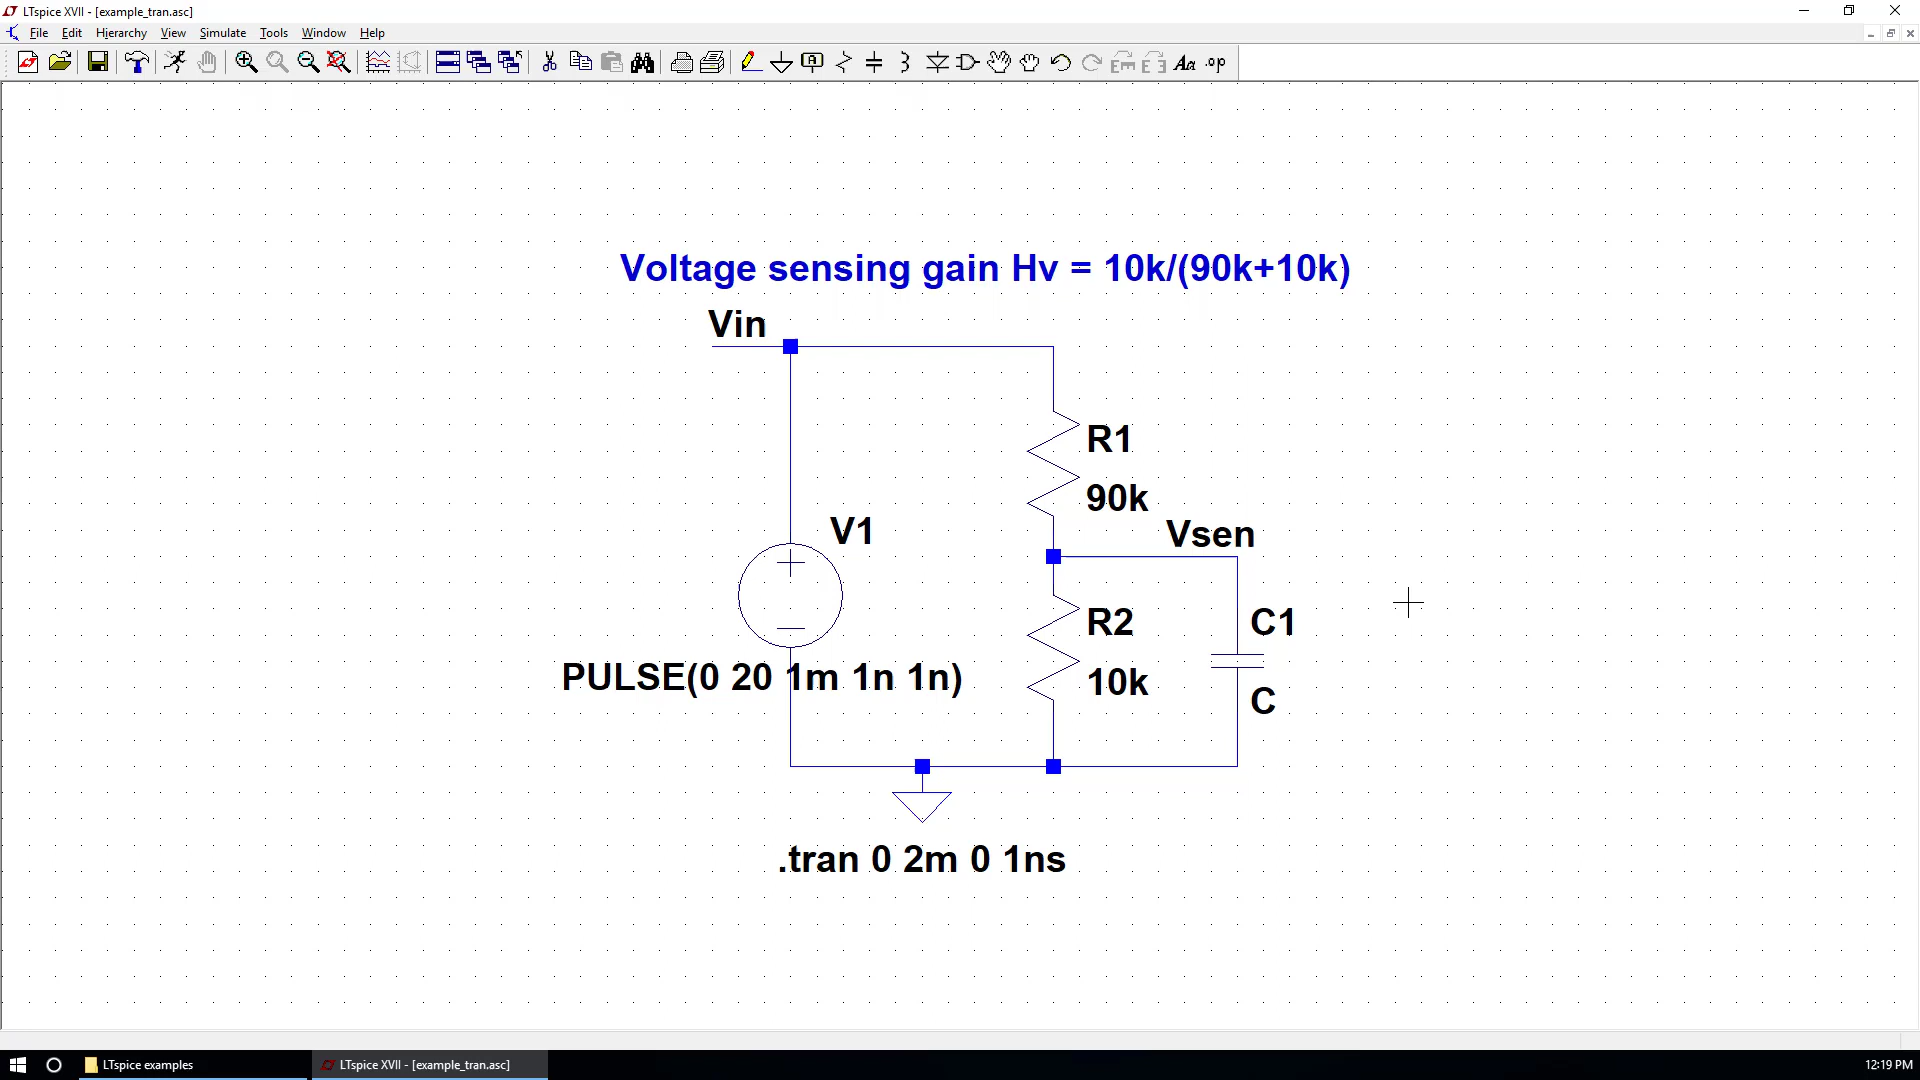 LTspice XVII - [example_tran.asc]
File Edit Hierarchy View Simulate Tools Window Help
A
Aa .op
Voltage sensing gain Hv = 10k/(90k+10k)
Vin
R1
90k
V1
Vsen
R2
C1
PULSE(0 20 1m 1n 1n)
10k
C
.tran 0 2m 0 1ns
LTspice examples
LTspice XVII - [example_tran.asc]
12:19 PM